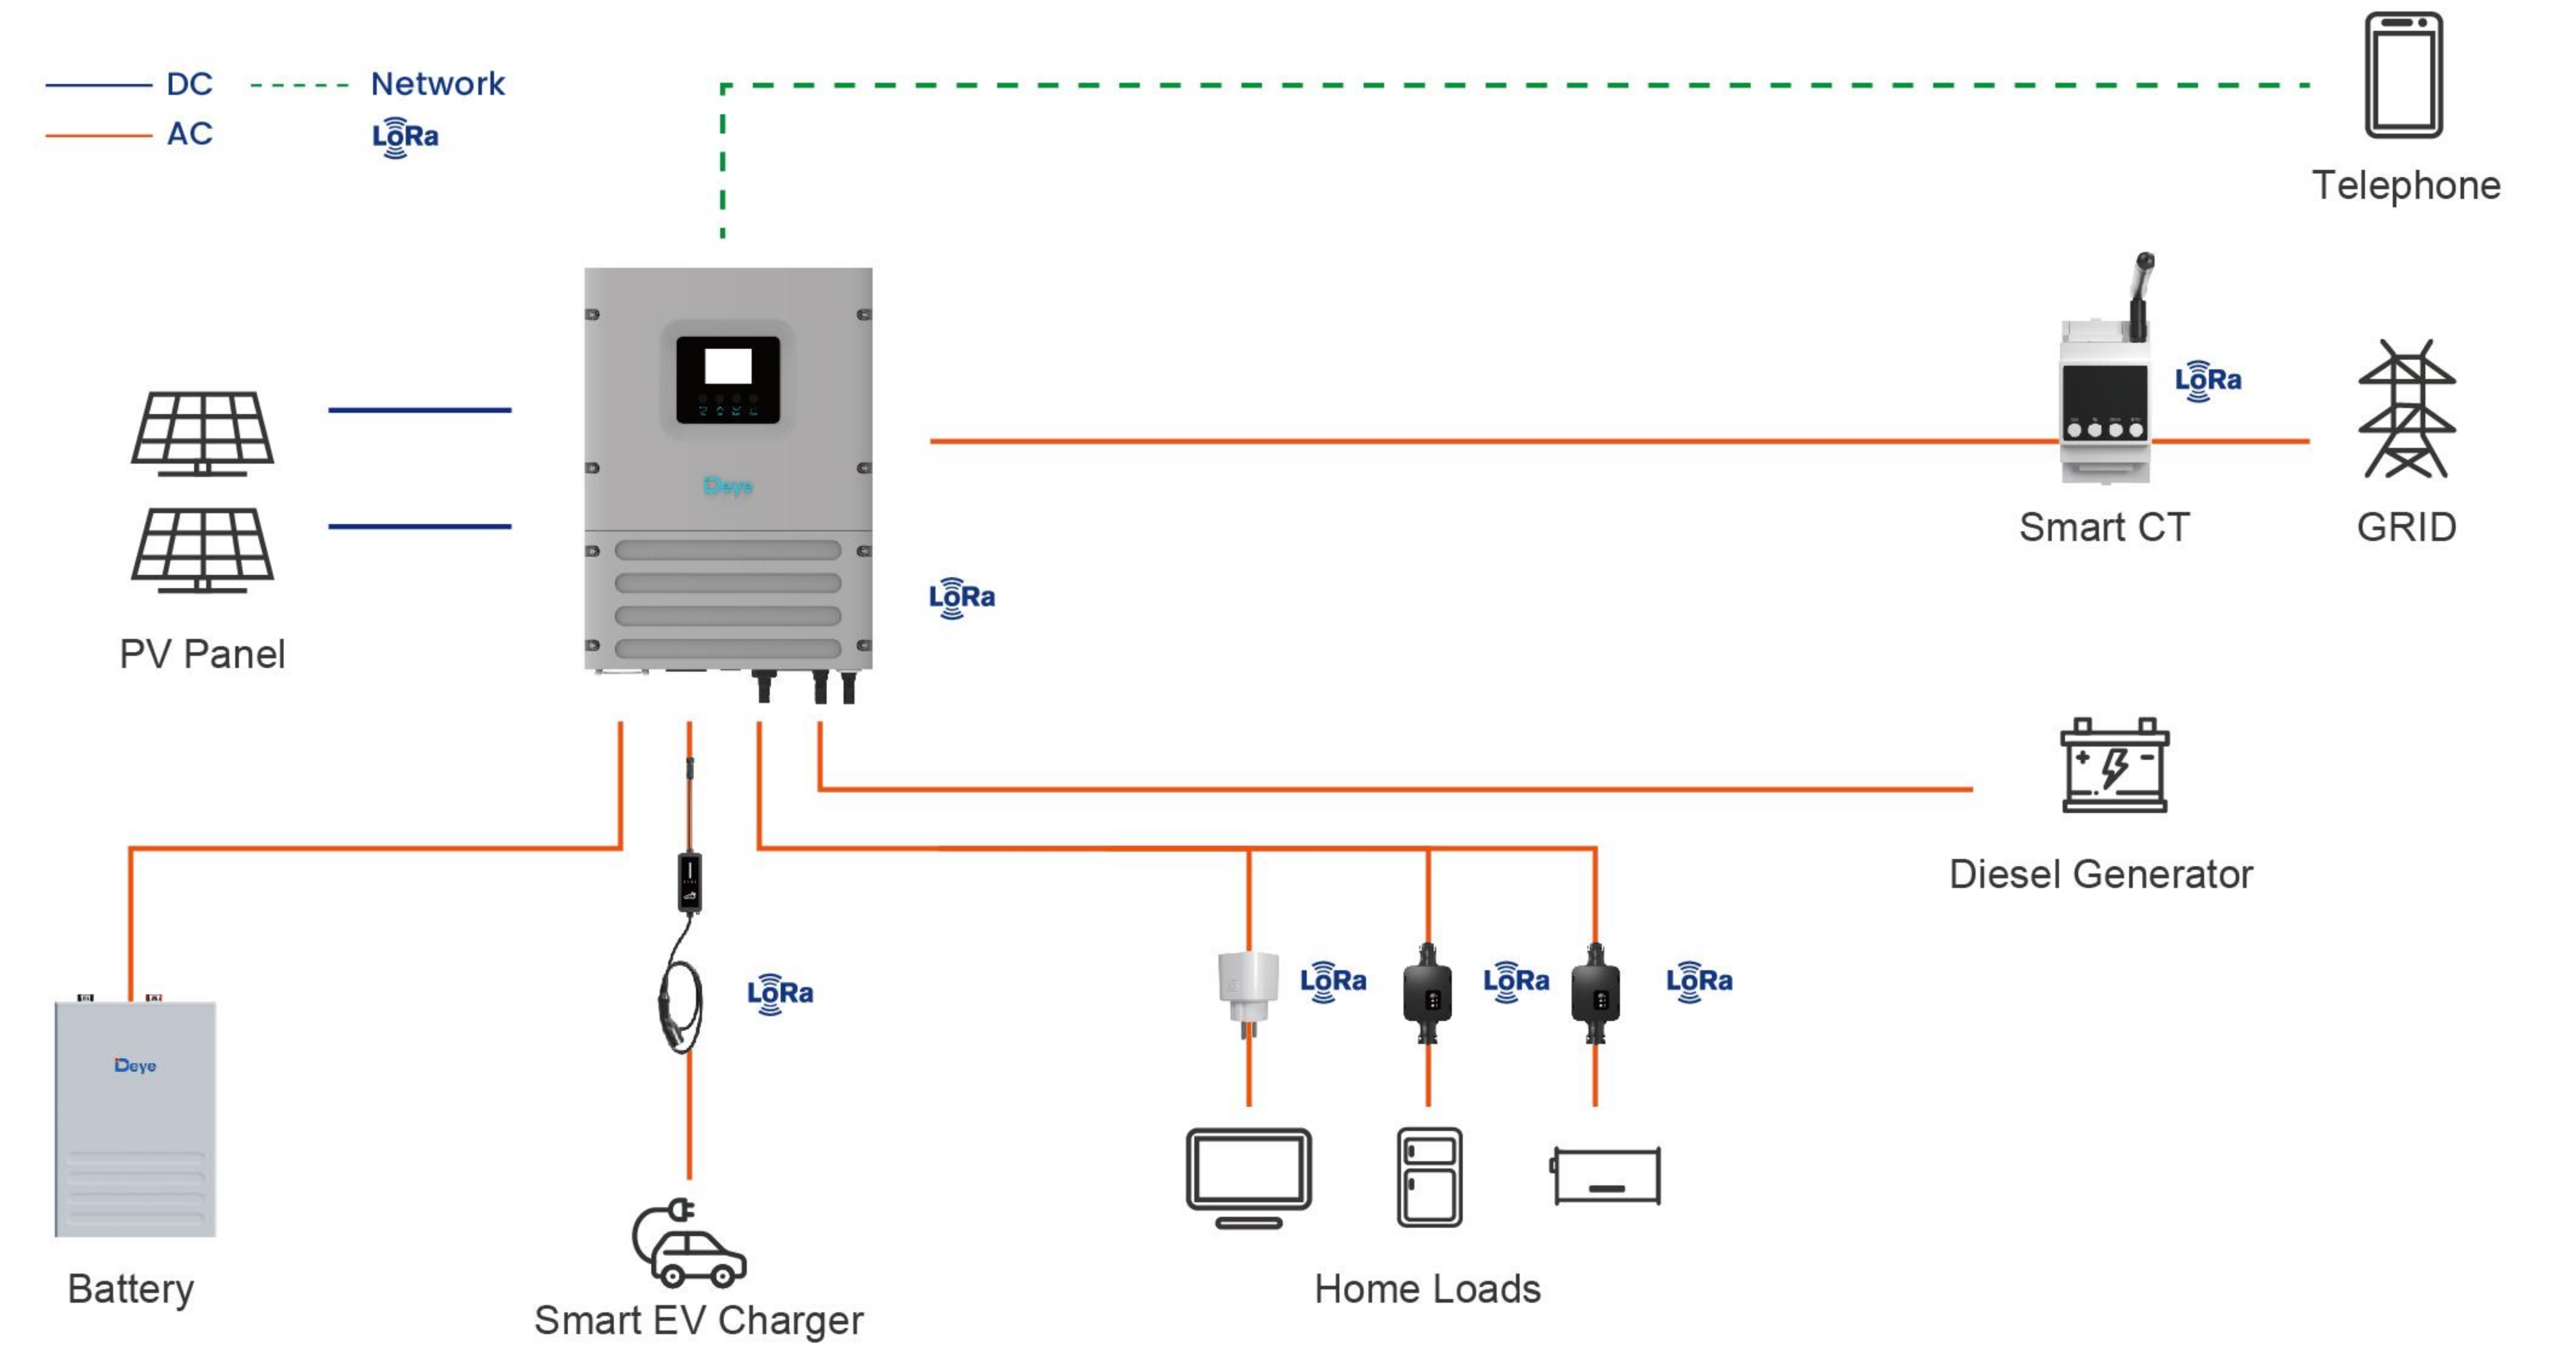 DC
Network
AC
LoRa
Telephone
Deye
LoRa
Smart CT
GRID
LoRa
PV Panel
Diesel Generator
LoRa
LoRa
LoRa
LoRa
Deye
Battery
Home Loads
Smart EV Charger